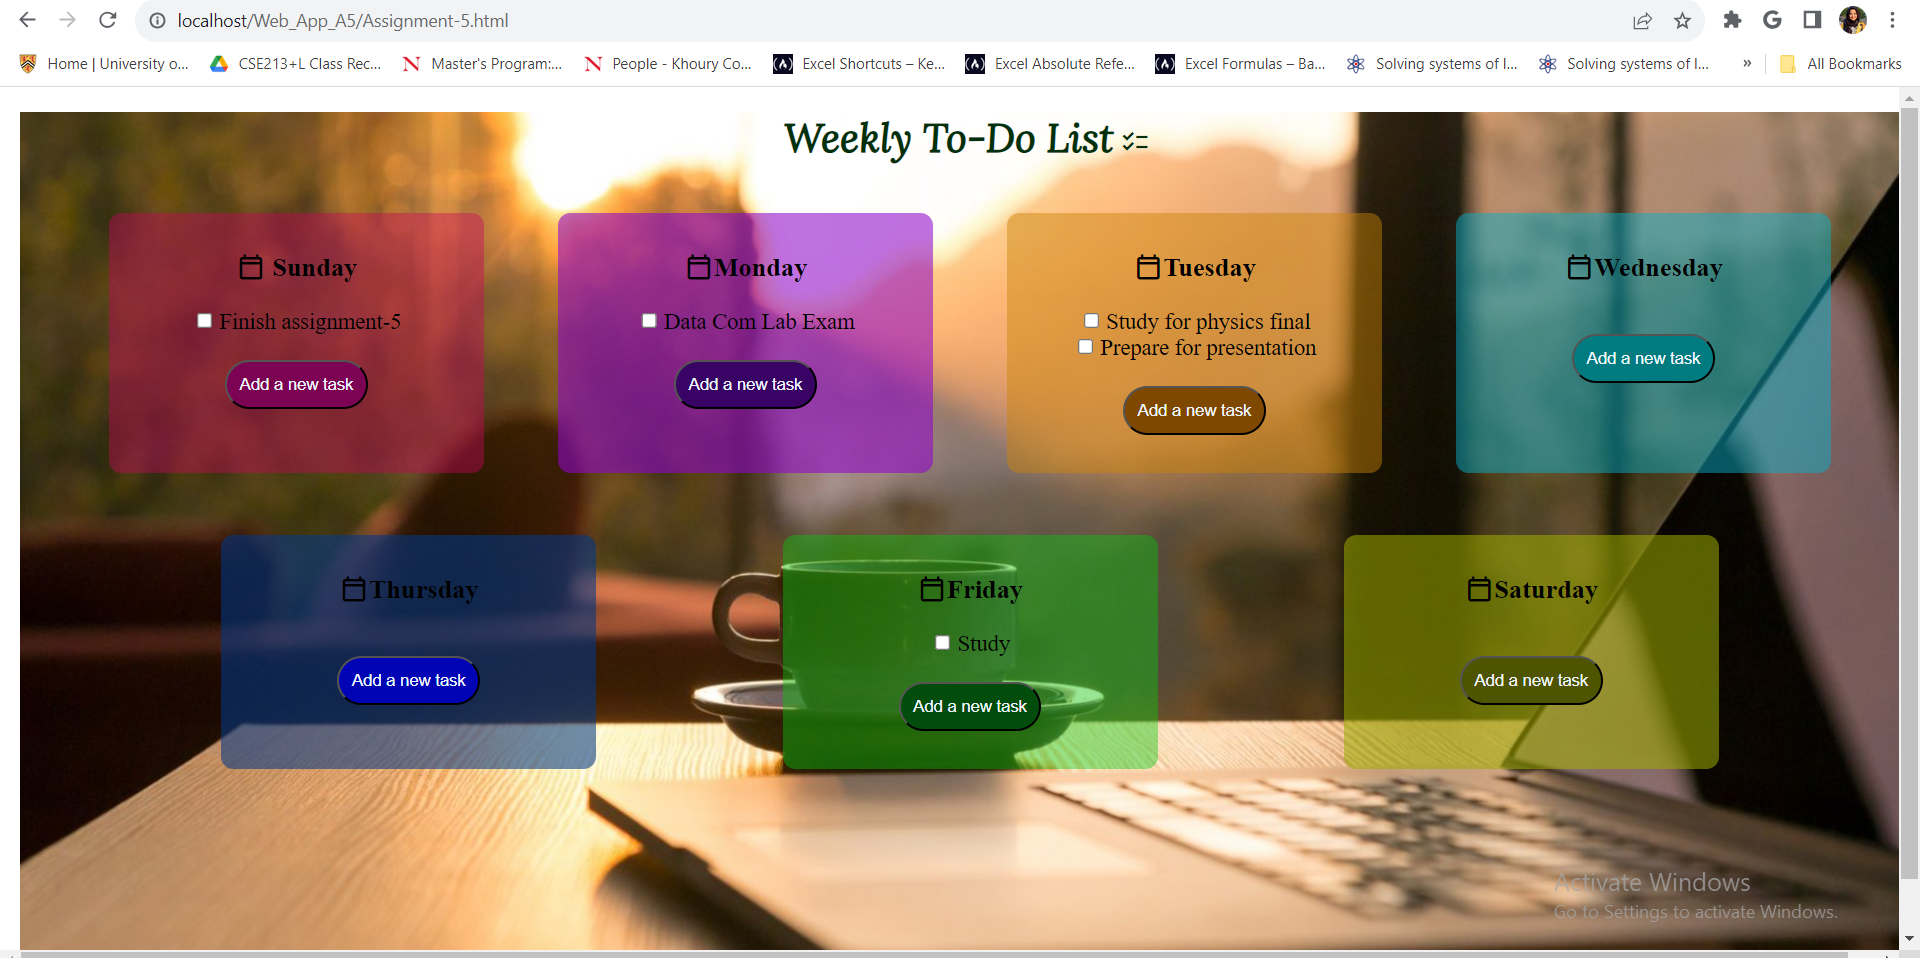 localhost/Web_App_A5/Assignment-5.html
Home | University o... CSE213+L Class Rec... Master's Program:... People - Khoury Co... Excel Shortcuts – Ke... Excel Absolute Refe... Excel Formulas – Ba... Solving systems of l... Solving systems of l... » All Bookmarks
Weekly To-Do List
Sunday
Finish assignment-5
Add a new task
Monday
Data Com Lab Exam
Add a new task
Tuesday
Study for physics final
Prepare for presentation
Add a new task
Wednesday
Add a new task
Thursday
Add a new task
Friday
Study
Add a new task
Saturday
Add a new task
Activate Windows
Go to Settings to activate Windows.